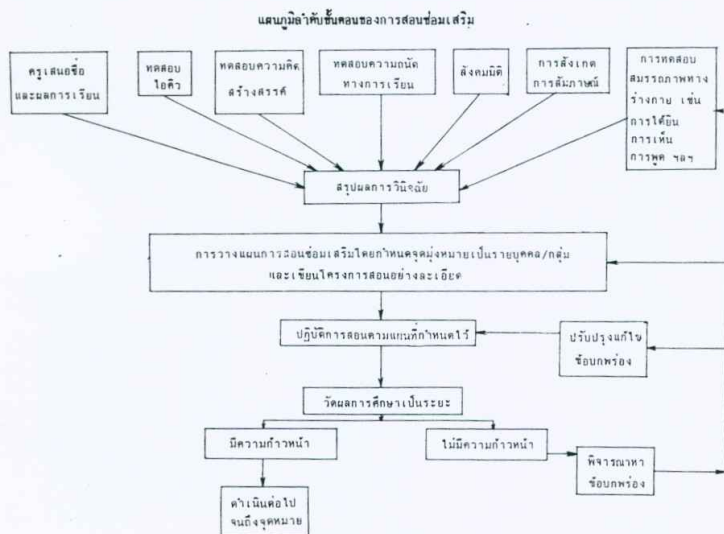 แผนภูมิลำดับขั้นตอนของการสอนซ่อมเสริม
ครูเสนอชื่อ
และผลการเรียน
ทดสอบ
ไอคิว
ทดสอบความคิด
สร้างสรรค์
ทดสอบความถนัด
ทางการเรียน
สังคมมิติ
การสังเกต
การสัมภาษณ์
การทดสอบ
สมรรถภาพทาง
ร่างกาย เช่น
การได้ยิน
การเห็น
การพูด ฯลฯ
สรุปผลการวินิจฉัย
การวางแผนการสอนซ่อมเสริมโดยกำหนดจุดมุ่งหมายเป็นรายบุคคล/กลุ่ม
และเขียนโครงการสอนอย่างละเอียด
ปฏิบัติการสอนตามแผนที่กำหนดไว้
ปรับปรุงแก้ไข
ข้อบกพร่อง
วัดผลการศึกษาเป็นระยะ
มีความก้าวหน้า
ไม่มีความก้าวหน้า
พิจารณาหา
ข้อบกพร่อง
ดำเนินต่อไป
จนถึงจุดหมาย